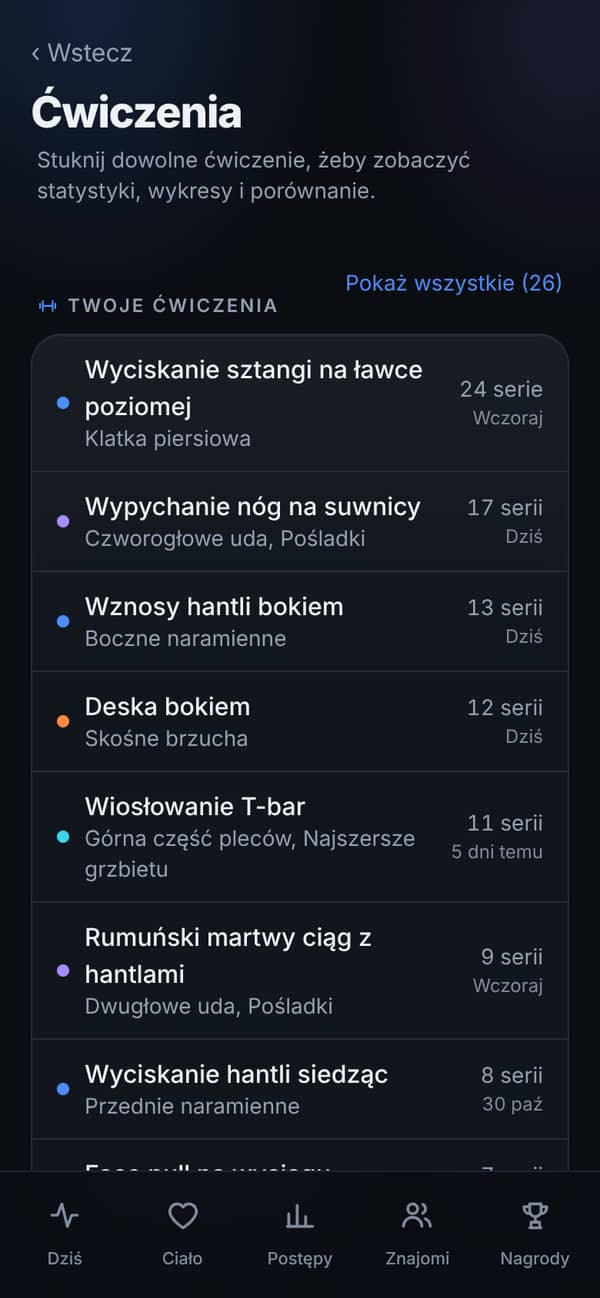 ‹ Wstecz
Ćwiczenia
Stuknij dowolne ćwiczenie, żeby zobaczyć
statystyki, wykresy i porównanie.
Pokaż wszystkie (26)
TWOJE ĆWICZENIA
Wyciskanie sztangi na ławce
poziomej
Klatka piersiowa
24 serie
Wczoraj
Wypychanie nóg na suwnicy
Czworogłowe uda, Pośladki
17 serii
Dziś
Wznosy hantli bokiem
Boczne naramienne
13 serii
Dziś
Deska bokiem
Skośne brzucha
12 serii
Dziś
Wiosłowanie T-bar
Górna część pleców, Najszersze
grzbietu
11 serii
5 dni temu
Rumuński martwy ciąg z
hantlami
Dwugłowe uda, Pośladki
9 serii
Wczoraj
Wyciskanie hantli siedząc
Przednie naramienne
8 serii
30 paź
Dziś
Ciało
Postępy
Znajomi
Nagrody